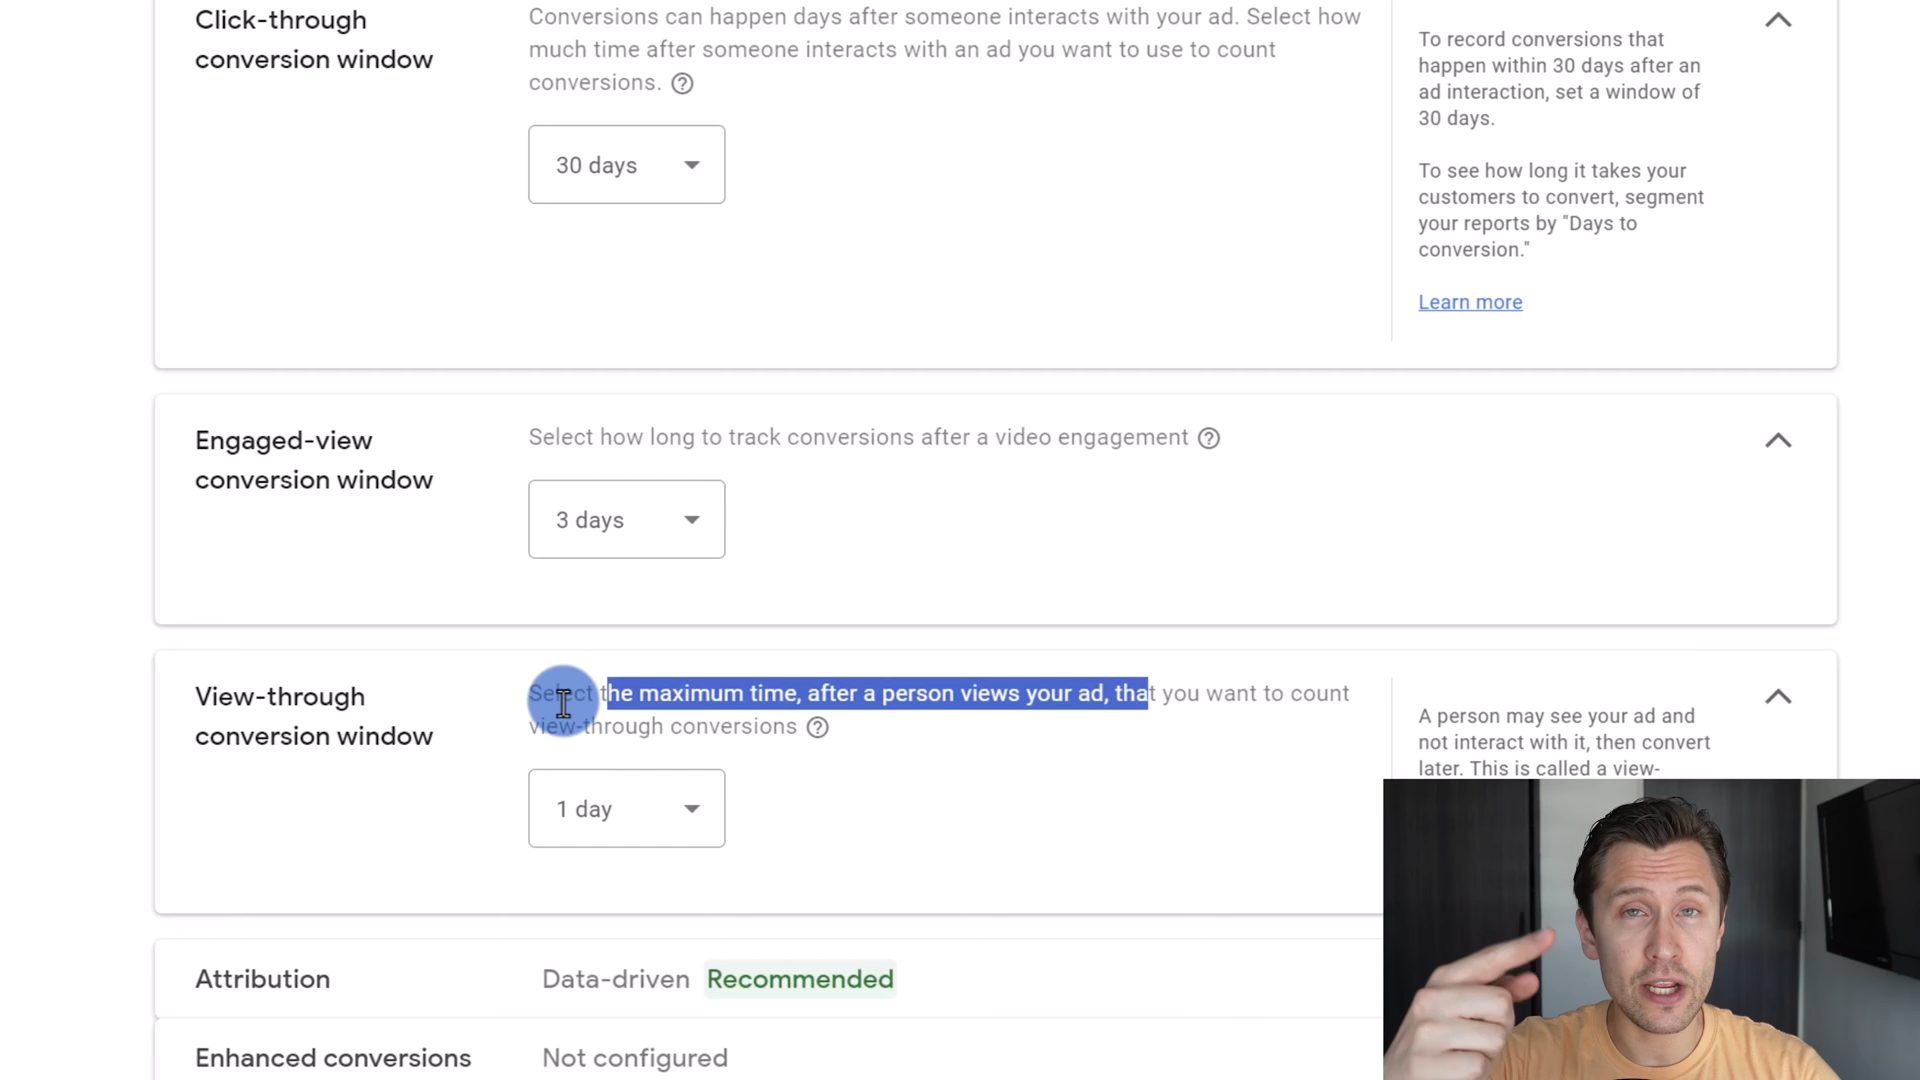 Click-through
conversion window
Conversions can happen days after someone interacts with your ad. Select how
much time after someone interacts with an ad you want to use to count
conversions.
30 days
To record conversions that
happen within 30 days after an
ad interaction, set a window of
30 days.
To see how long it takes your
customers to convert, segment
your reports by "Days to
conversion."
Learn more
Engaged-view
conversion window
Select how long to track conversions after a video engagement
3 days
View-through
conversion window
Select the maximum time, after a person views your ad, that you want to count
view-through conversions
1 day
A person may see your ad and
not interact with it, then convert
later. This is called a view-
Attribution
Data-driven Recommended
Enhanced conversions
Not configured